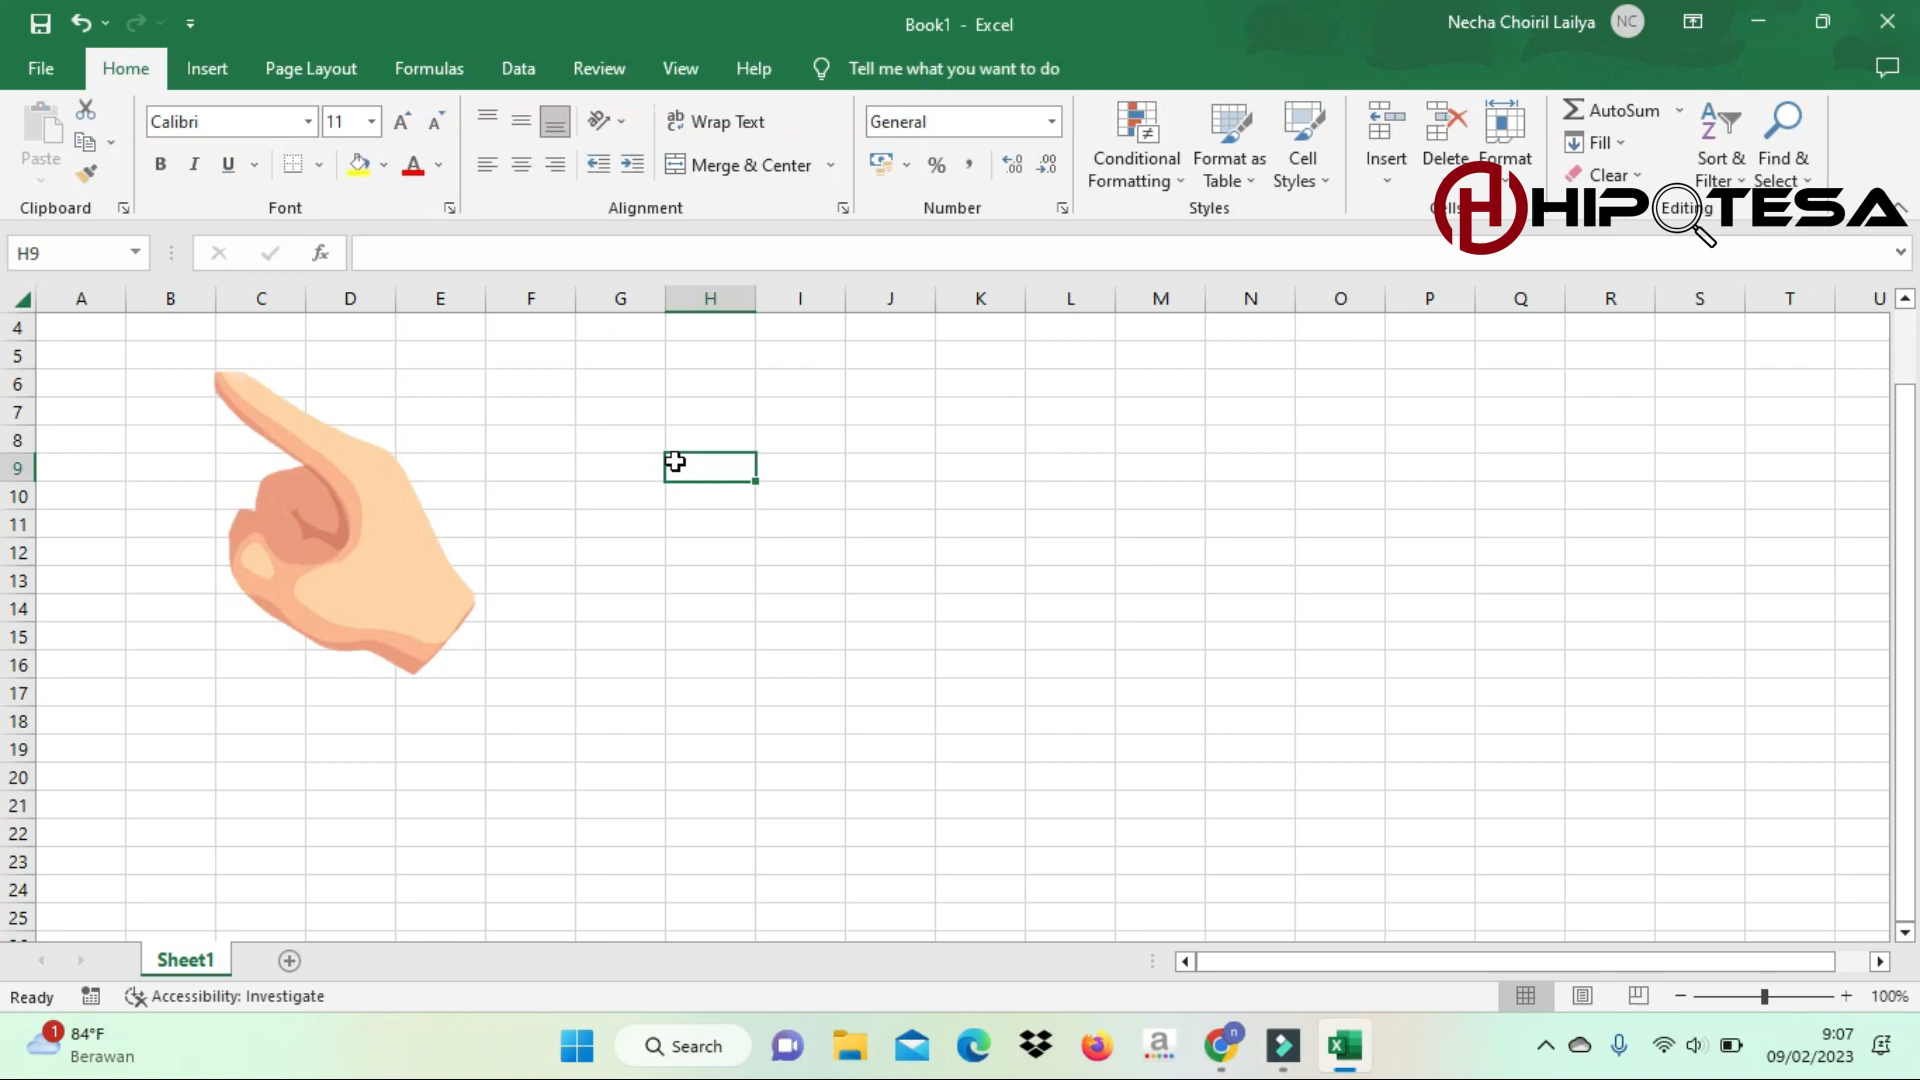 Book1 - Excel
Necha Choiril Lailya NC
File Home Insert Page Layout Formulas Data Review View Help Tell me what you want to do
Calibri 11 Wrap Text General AutoSum
Paste B I U A Merge & Center % Conditional Formatting Format as Table Cell Styles Insert Delete Format Fill Clear Sort & Filter Find & Select
Clipboard Font Alignment Number Styles Cells Editing
HIPOTESA
H9 fx
A B C D E F G H I J K L M N O P Q R S T U
4
5
6
7
8
9
10
11
12
13
14
15
16
17
18
19
20
21
22
23
24
25
Sheet1
Ready Accessibility: Investigate 100%
1 84°F
Berawan
Search
9:07
09/02/2023